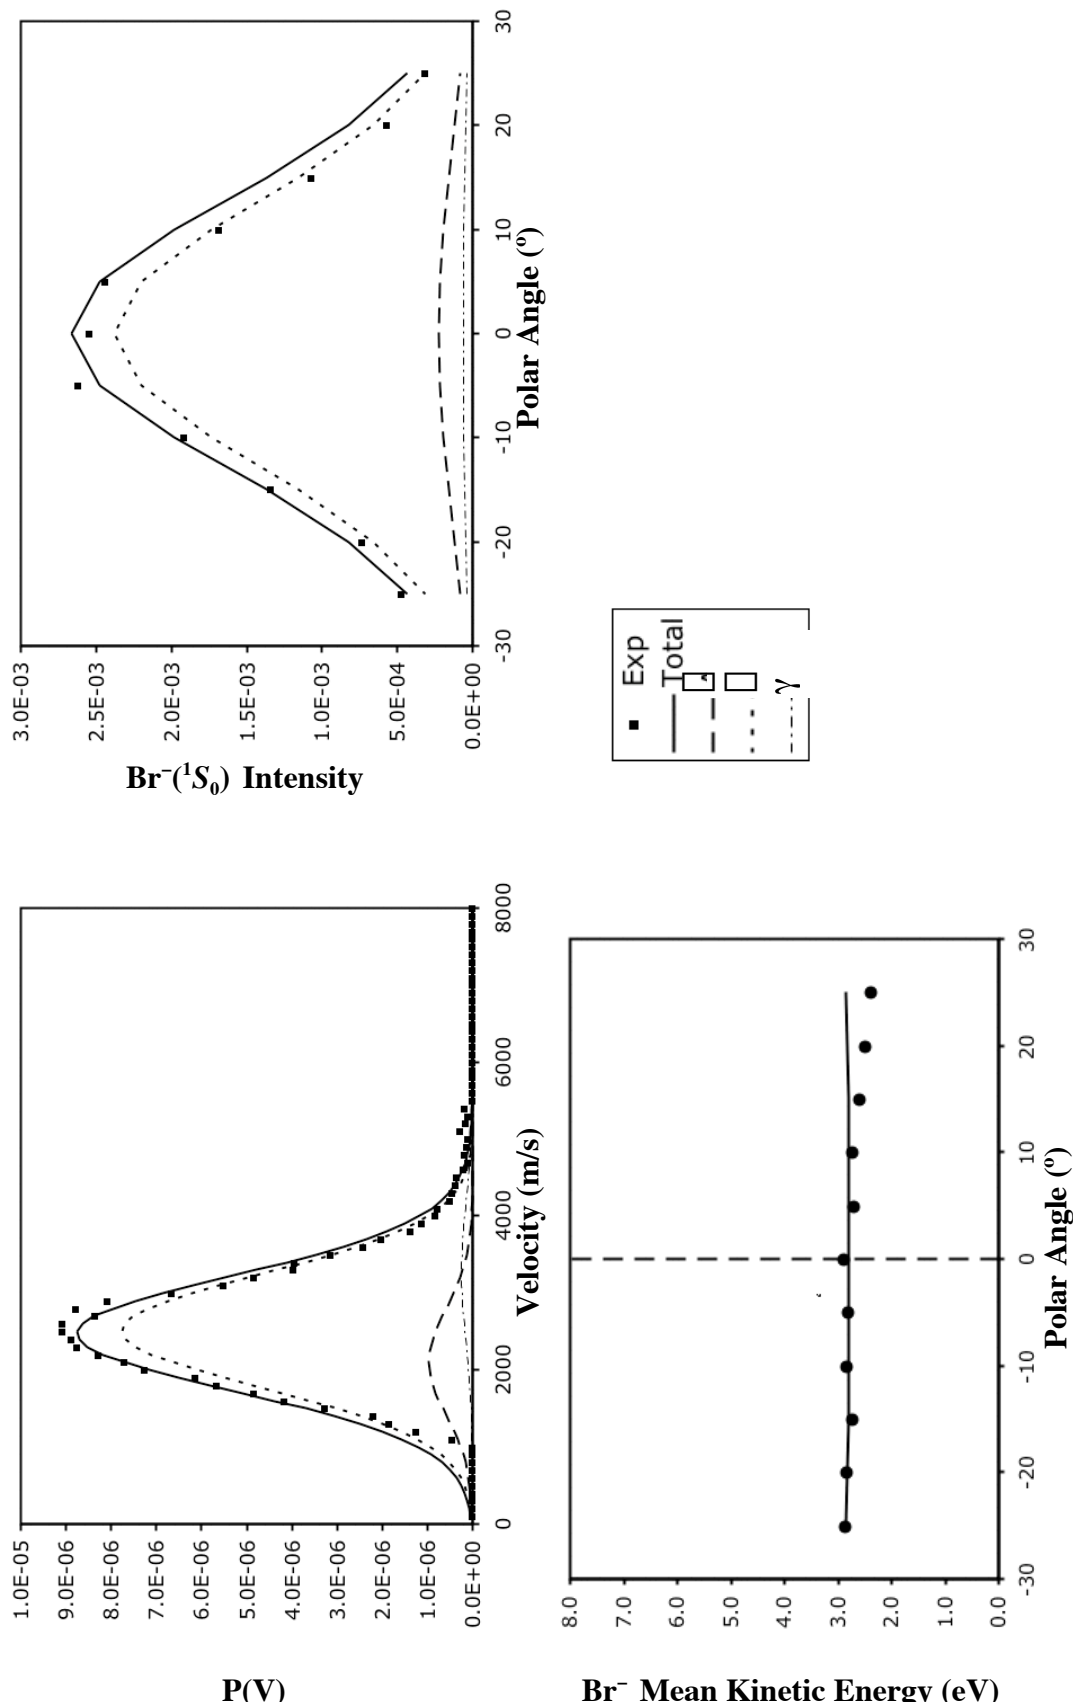 P(V)
1.0E-05
9.0E-06
8.0E-06
7.0E-06
6.0E-06
5.0E-06
4.0E-06
3.0E-06
2.0E-06
1.0E-06
0.0E+00
0
2000
4000
6000
8000
Velocity (m/s)
Br⁻(¹S₀) Intensity
3.0E-03
2.5E-03
2.0E-03
1.5E-03
1.0E-03
5.0E-04
0.0E+00
-30
-20
-10
0
10
20
30
Polar Angle (º)
Br⁻ Mean Kinetic Energy (eV)
8.0
7.0
6.0
5.0
4.0
3.0
2.0
1.0
0.0
-30
-20
-10
0
10
20
30
Polar Angle (º)
Exp
Total
γ